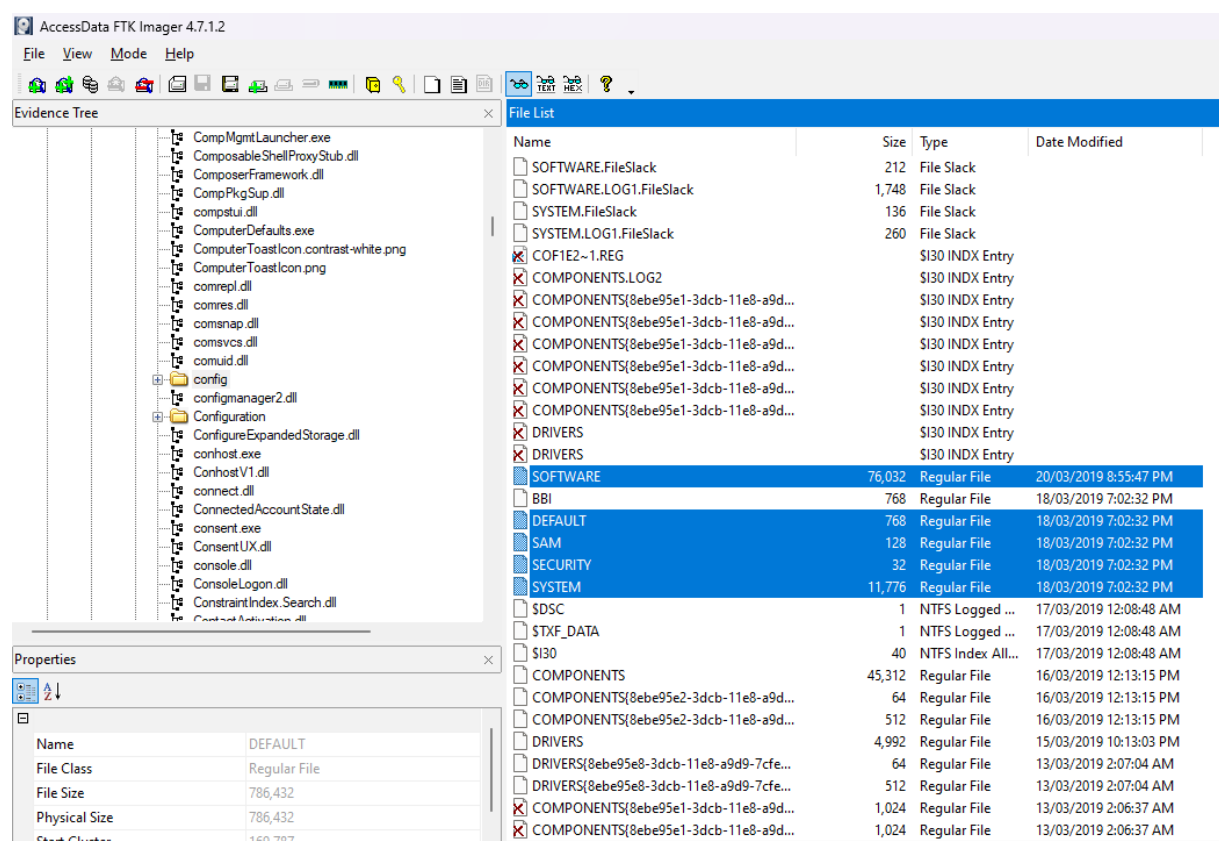 AccessData FTK Imager 4.7.1.2
File View Mode Help
TEXT HEX
Evidence Tree
CompMgmtLauncher.exe
ComposableShellProxyStub.dll
ComposerFramework.dll
CompPkgSup.dll
compstui.dll
ComputerDefaults.exe
ComputerToastIcon.contrast-white.png
ComputerToastIcon.png
comrepl.dll
comres.dll
comsnap.dll
comsvcs.dll
comuid.dll
config
configmanager2.dll
Configuration
ConfigureExpandedStorage.dll
conhost.exe
ConhostV1.dll
connect.dll
ConnectedAccountState.dll
consent.exe
ConsentUX.dll
console.dll
ConsoleLogon.dll
ConstraintIndex.Search.dll
ContactActivation.dll
Properties
Name DEFAULT
File Class Regular File
File Size 786,432
Physical Size 786,432
Start Cluster 160,787
File List
Name Size Type Date Modified
SOFTWARE.FileSlack 212 File Slack
SOFTWARE.LOG1.FileSlack 1,748 File Slack
SYSTEM.FileSlack 136 File Slack
SYSTEM.LOG1.FileSlack 260 File Slack
COF1E2~1.REG $I30 INDX Entry
COMPONENTS.LOG2 $I30 INDX Entry
COMPONENTS{8ebe95e1-3dcb-11e8-a9d... $I30 INDX Entry
COMPONENTS{8ebe95e1-3dcb-11e8-a9d... $I30 INDX Entry
COMPONENTS{8ebe95e1-3dcb-11e8-a9d... $I30 INDX Entry
COMPONENTS{8ebe95e1-3dcb-11e8-a9d... $I30 INDX Entry
COMPONENTS{8ebe95e1-3dcb-11e8-a9d... $I30 INDX Entry
COMPONENTS{8ebe95e1-3dcb-11e8-a9d... $I30 INDX Entry
DRIVERS $I30 INDX Entry
DRIVERS $I30 INDX Entry
SOFTWARE 76,032 Regular File 20/03/2019 8:55:47 PM
BBI 768 Regular File 18/03/2019 7:02:32 PM
DEFAULT 768 Regular File 18/03/2019 7:02:32 PM
SAM 128 Regular File 18/03/2019 7:02:32 PM
SECURITY 32 Regular File 18/03/2019 7:02:32 PM
SYSTEM 11,776 Regular File 18/03/2019 7:02:32 PM
$DSC 1 NTFS Logged ... 17/03/2019 12:08:48 AM
$TXF_DATA 1 NTFS Logged ... 17/03/2019 12:08:48 AM
$I30 40 NTFS Index All... 17/03/2019 12:08:48 AM
COMPONENTS 45,312 Regular File 16/03/2019 12:13:15 PM
COMPONENTS{8ebe95e2-3dcb-11e8-a9d... 64 Regular File 16/03/2019 12:13:15 PM
COMPONENTS{8ebe95e2-3dcb-11e8-a9d... 512 Regular File 16/03/2019 12:13:15 PM
DRIVERS 4,992 Regular File 15/03/2019 10:13:03 PM
DRIVERS{8ebe95e8-3dcb-11e8-a9d9-7cfe... 64 Regular File 13/03/2019 2:07:04 AM
DRIVERS{8ebe95e8-3dcb-11e8-a9d9-7cfe... 512 Regular File 13/03/2019 2:07:04 AM
COMPONENTS{8ebe95e1-3dcb-11e8-a9d... 1,024 Regular File 13/03/2019 2:06:37 AM
COMPONENTS{8ebe95e1-3dcb-11e8-a9d... 1,024 Regular File 13/03/2019 2:06:37 AM